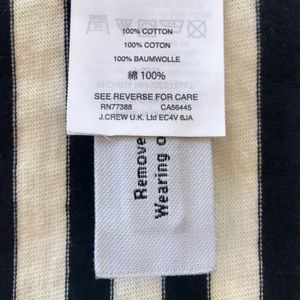 100% COTTON
100% COTON
100% BAUMWOLLE
綿 100%
SEE REVERSE FOR CARE
RN77388 CA56445
J.CREW U.K. Ltd EC4V 6JA
Remove
Wearing o